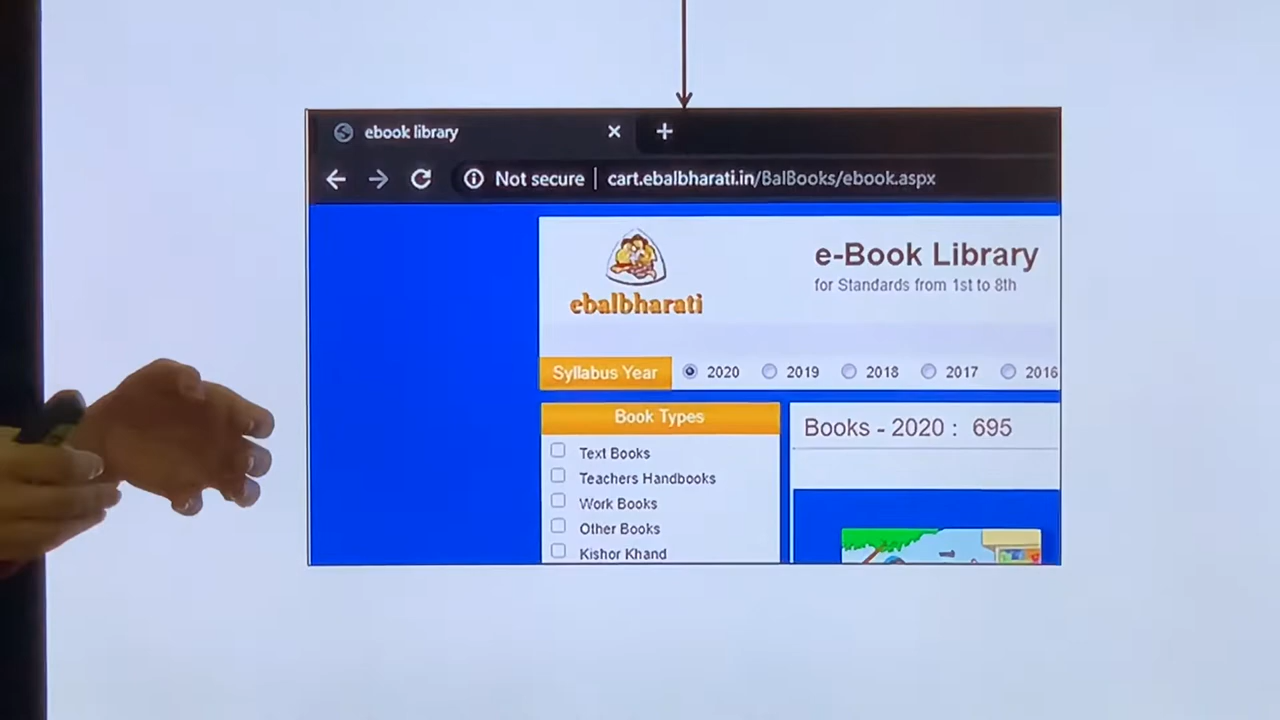 ebook library
Not secure | cart.ebalbharati.in/BalBooks/ebook.aspx
e-Book Library
for Standards from 1st to 8th
ebalbharati
Syllabus Year 2020 2019 2018 2017 2016
Book Types
Books - 2020 : 695
Text Books
Teachers Handbooks
Work Books
Other Books
Kishor Khand